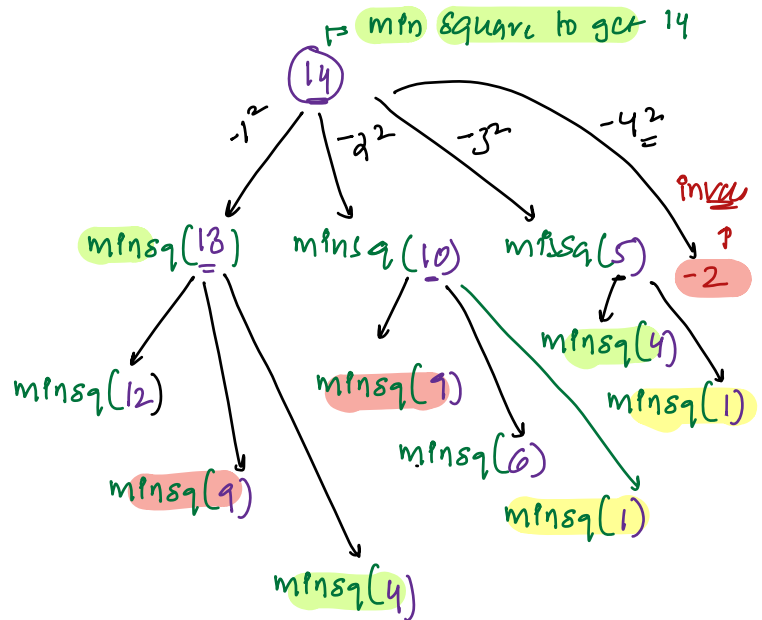 min square to get 14
14
-1² -2² -3² -4²
inval
minsq(13) minsq(10) minsq(5) -2
minsq(4)
minsq(12) minsq(9) minsq(1)
minsq(6)
minsq(9) minsq(1)
minsq(4)